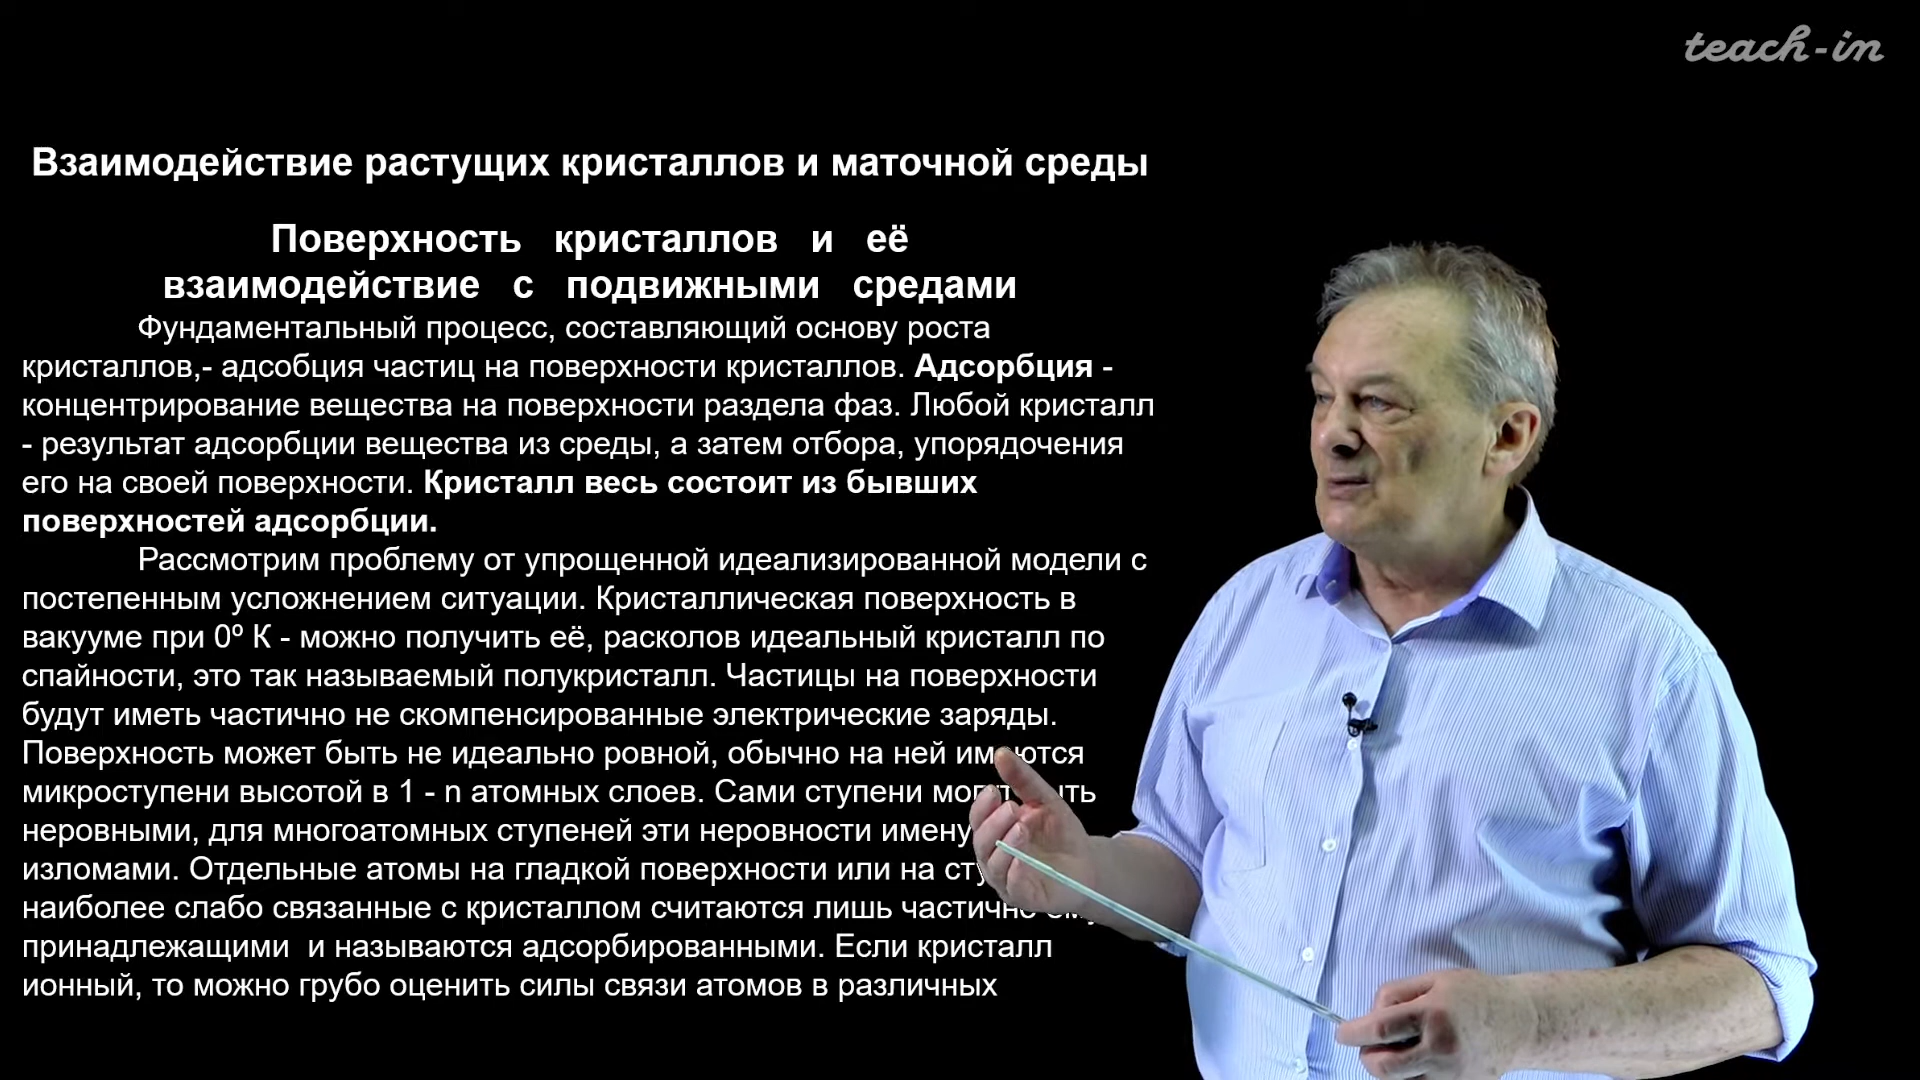 teach-in
Взаимодействие растущих кристаллов и маточной среды
Поверхность кристаллов и её
взаимодействие с подвижными средами
Фундаментальный процесс, составляющий основу роста
кристаллов,- адсобция частиц на поверхности кристаллов. Адсорбция -
концентрирование вещества на поверхности раздела фаз. Любой кристалл
- результат адсорбции вещества из среды, а затем отбора, упорядочения
его на своей поверхности. Кристалл весь состоит из бывших
поверхностей адсорбции.
Рассмотрим проблему от упрощенной идеализированной модели с
постепенным усложнением ситуации. Кристаллическая поверхность в
вакууме при 0º К - можно получить её, расколов идеальный кристалл по
спайности, это так называемый полукристалл. Частицы на поверхности
будут иметь частично не скомпенсированные электрические заряды.
Поверхность может быть не идеально ровной, обычно на ней имеются
микроступени высотой в 1 - n атомных слоев. Сами ступени могут быть
неровными, для многоатомных ступеней эти неровности
изломами. Отдельные атомы на гладкой поверхности или на
наиболее слабо связанные с кристаллом считаются лишь частично
принадлежащими и называются адсорбированными. Если кристалл
ионный, то можно грубо оценить силы связи атомов в различных